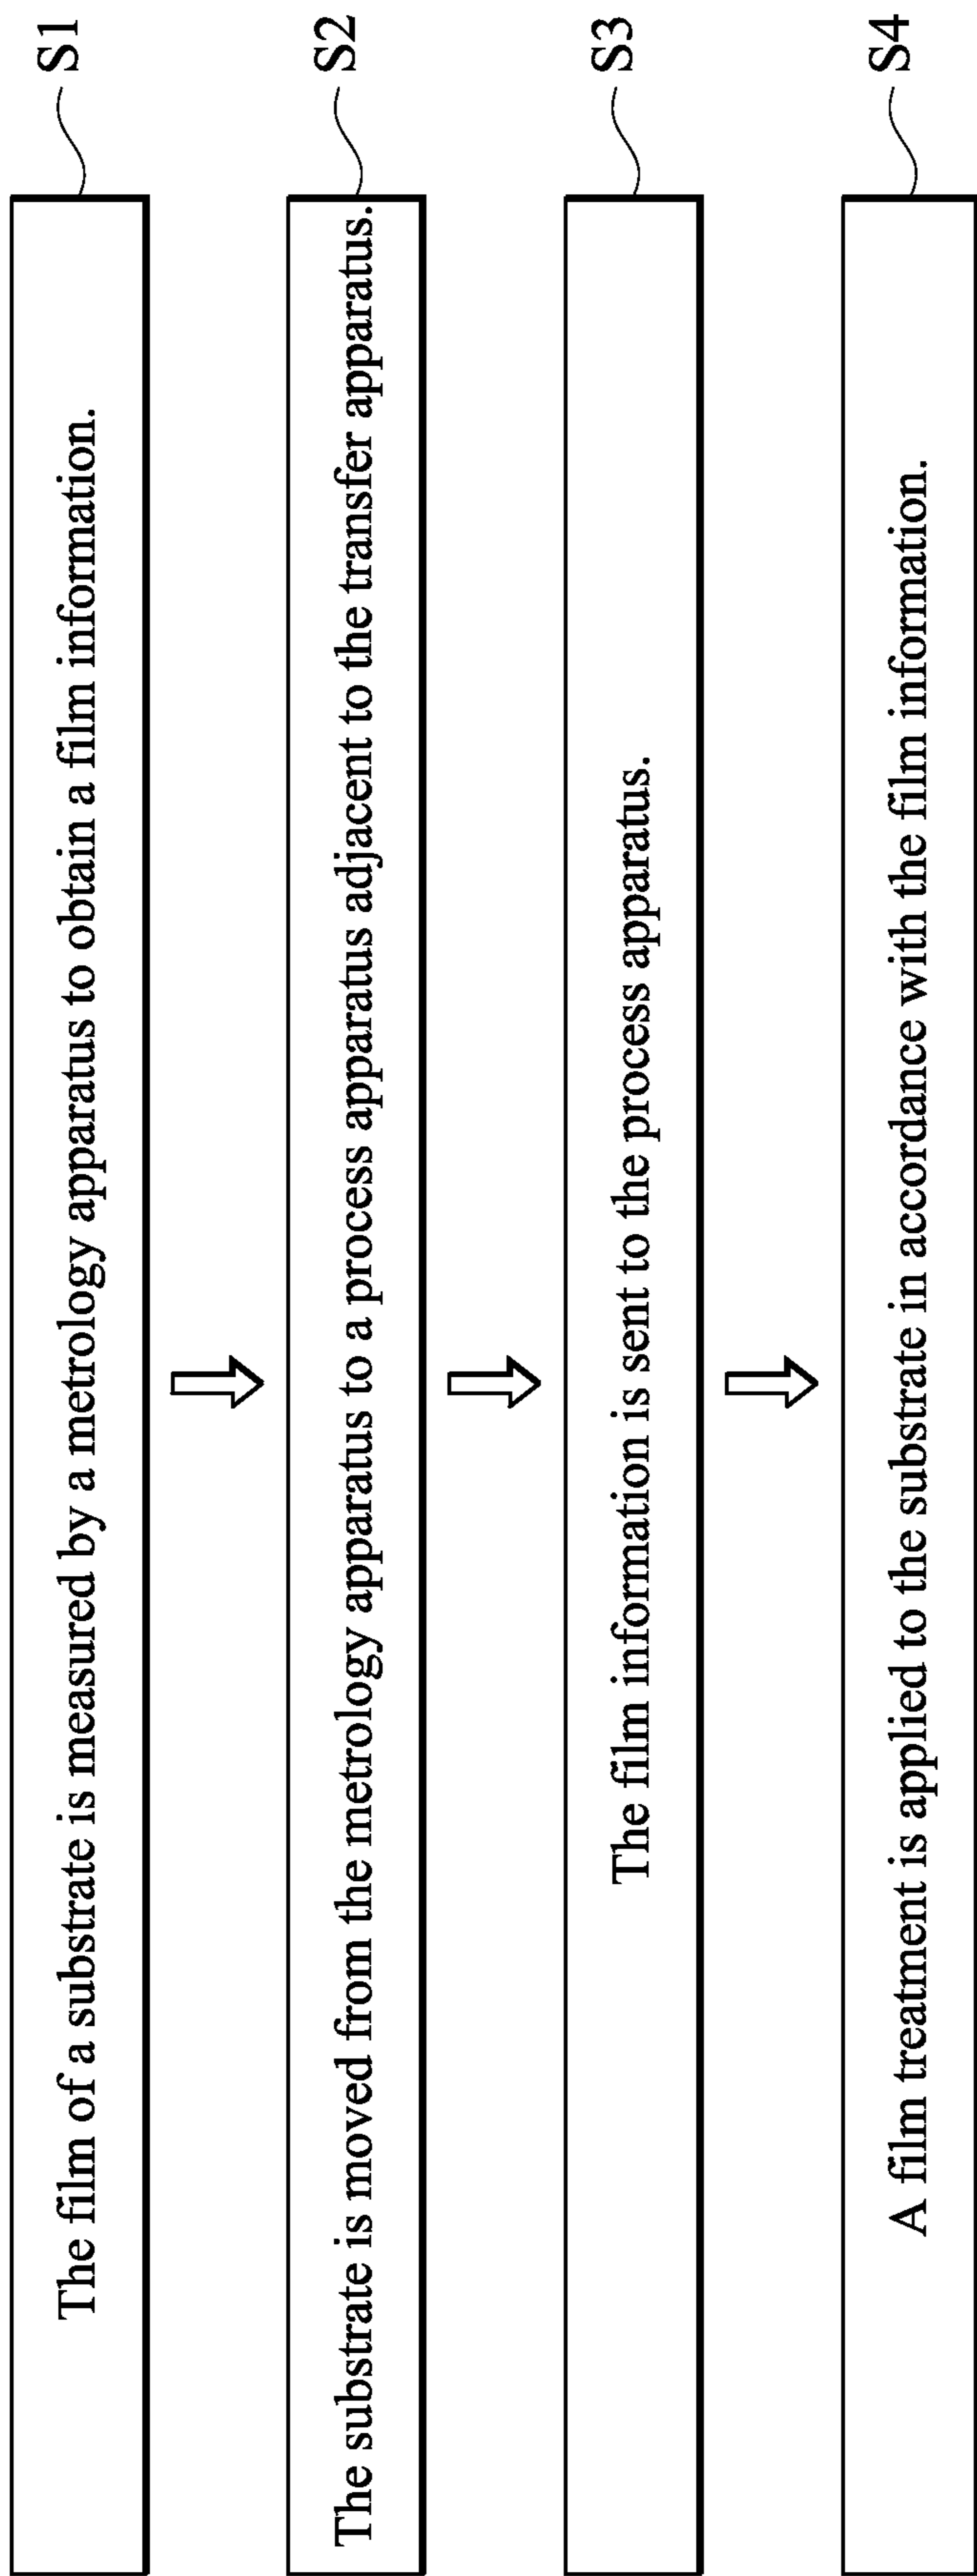 The film of a substrate is measured by a metrology apparatus to obtain a film information.
S1
The substrate is moved from the metrology apparatus to a process apparatus adjacent to the transfer apparatus.
S2
The film information is sent to the process apparatus.
S3
A film treatment is applied to the substrate in accordance with the film information.
S4